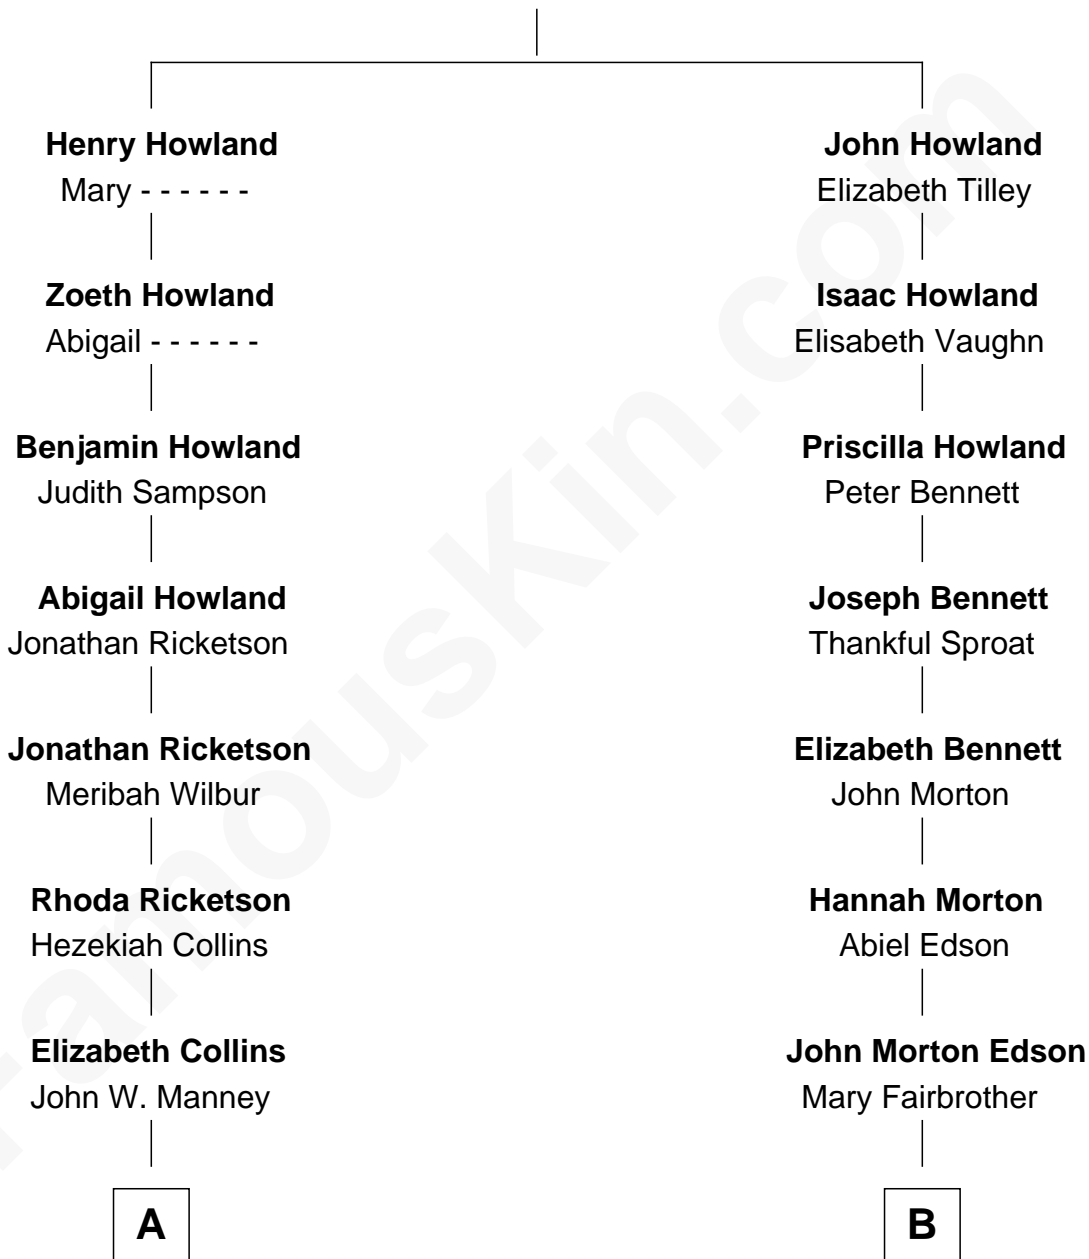 Henry Howland
Mary - - - - - -
Zoeth Howland
Abigail - - - - - -
Benjamin Howland
Judith Sampson
Abigail Howland
Jonathan Ricketson
Jonathan Ricketson
Meribah Wilbur
Rhoda Ricketson
Hezekiah Collins
Elizabeth Collins
John W. Manney
A
John Howland
Elizabeth Tilley
Isaac Howland
Elisabeth Vaughn
Priscilla Howland
Peter Bennett
Joseph Bennett
Thankful Sproat
Elizabeth Bennett
John Morton
Hannah Morton
Abiel Edson
John Morton Edson
Mary Fairbrother
B
FamousKin.com